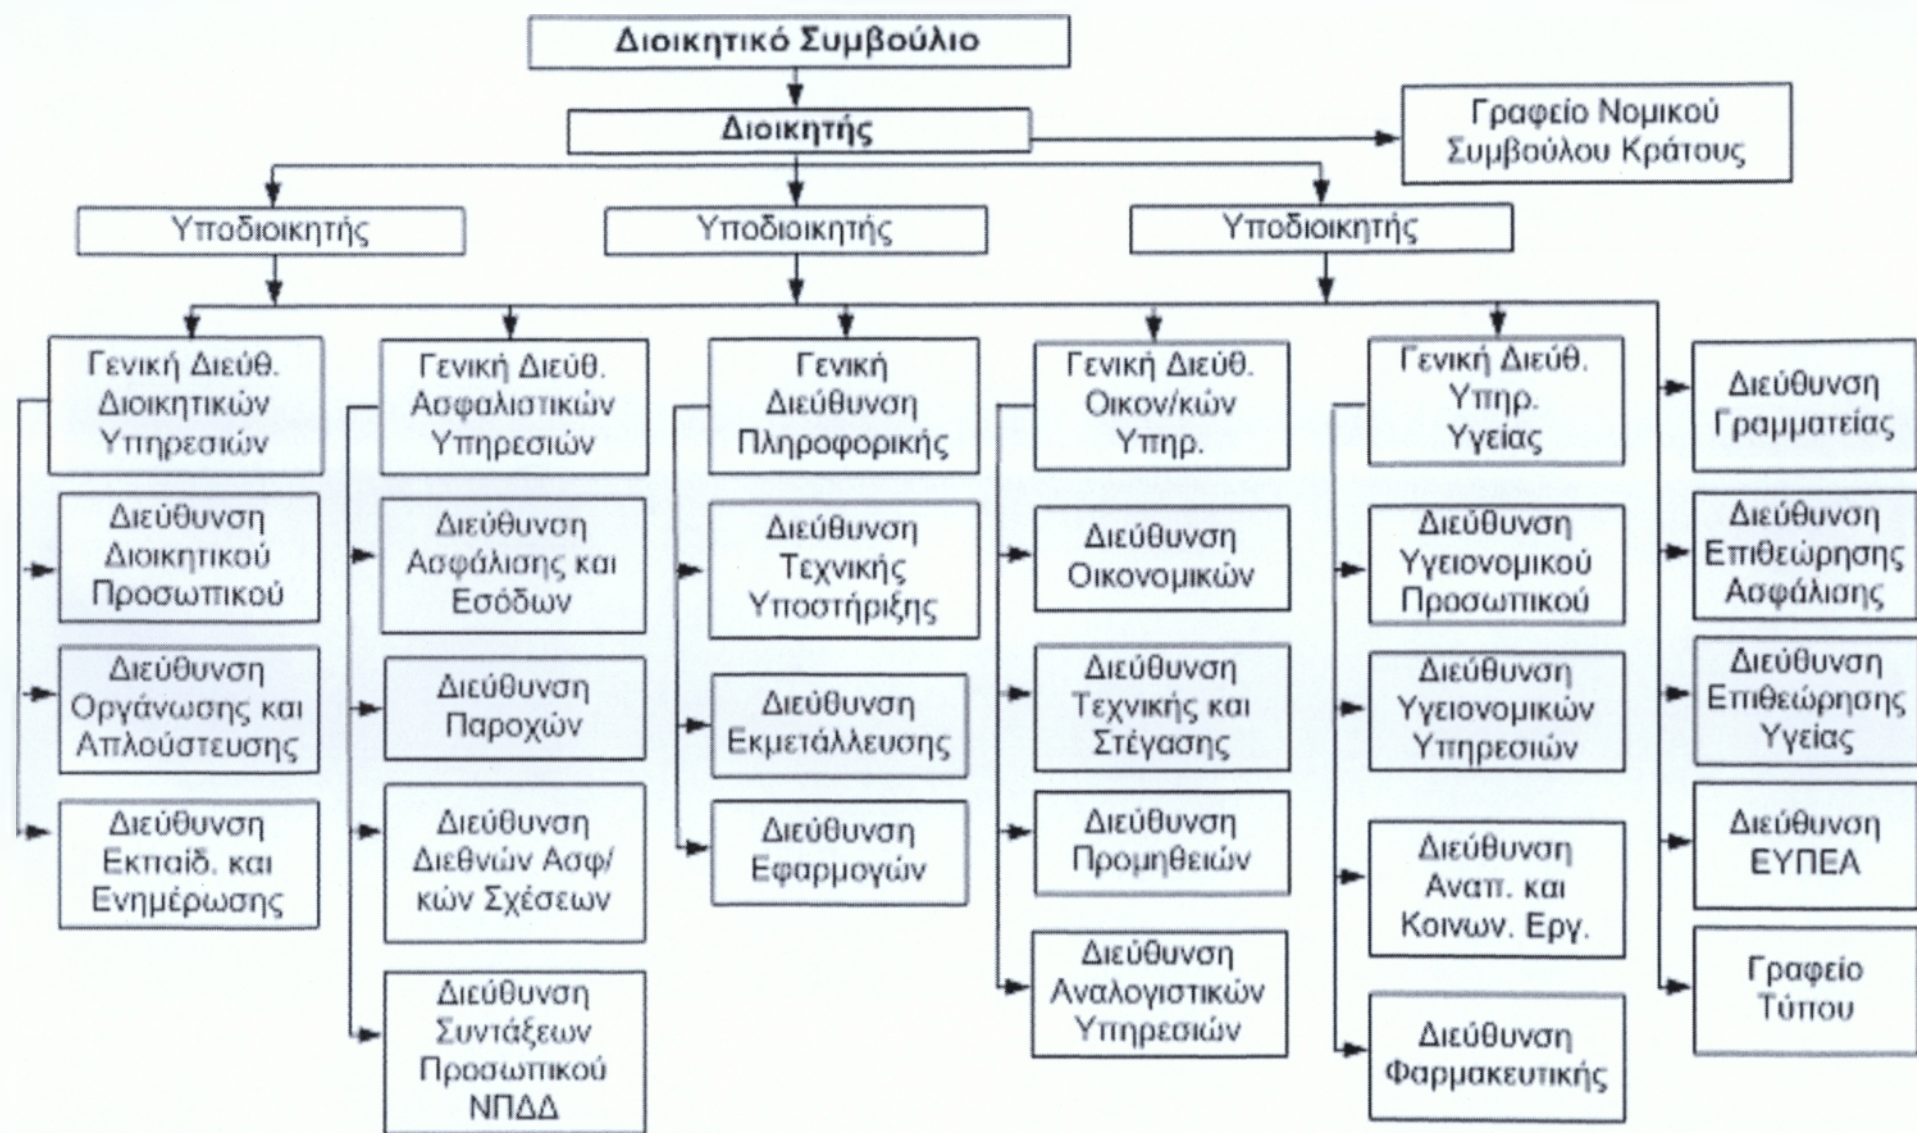 Διοικητικό Συμβούλιο
Διοικητής
Γραφείο Νομικού
Συμβούλου Κράτους
Υποδιοικητής
Υποδιοικητής
Υποδιοικητής
Γενική Διεύθ.
Διοικητικών
Υπηρεσιών
Διεύθυνση
Διοικητικού
Προσωπικού
Διεύθυνση
Οργάνωσης και
Απλούστευσης
Διεύθυνση
Εκπαίδ. και
Ενημέρωσης
Γενική Διεύθ.
Ασφαλιστικών
Υπηρεσιών
Διεύθυνση
Ασφάλισης και
Εσόδων
Διεύθυνση
Παροχών
Διεύθυνση
Διεθνών Ασφ/
κών Σχέσεων
Διεύθυνση
Συντάξεων
Προσωπικού
ΝΠΔΔ
Γενική
Διεύθυνση
Πληροφορικής
Διεύθυνση
Τεχνικής
Υποστήριξης
Διεύθυνση
Εκμετάλλευσης
Διεύθυνση
Εφαρμογών
Γενική Διεύθ.
Οικον/κών
Υπηρ.
Διεύθυνση
Οικονομικών
Διεύθυνση
Τεχνικής και
Στέγασης
Διεύθυνση
Προμηθειών
Διεύθυνση
Αναλογιστικών
Υπηρεσιών
Γενική Διεύθ.
Υπηρ.
Υγείας
Διεύθυνση
Υγειονομικού
Προσωπικού
Διεύθυνση
Υγειονομικών
Υπηρεσιών
Διεύθυνση
Αναπ. και
Κοινων. Εργ.
Διεύθυνση
Φαρμακευτικής
Διεύθυνση
Γραμματείας
Διεύθυνση
Επιθεώρησης
Ασφάλισης
Διεύθυνση
Επιθεώρησης
Υγείας
Διεύθυνση
ΕΥΠΕΑ
Γραφείο
Τύπου